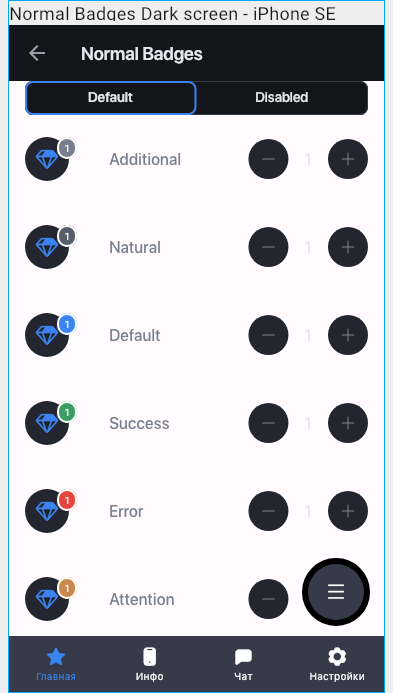 Normal Badges Dark screen - iPhone SE
Normal Badges
Default Disabled
1 Additional 1
1 Natural 1
1 Default 1
1 Success 1
1 Error 1
1 Attention
Главная Инфо Чат Настройки